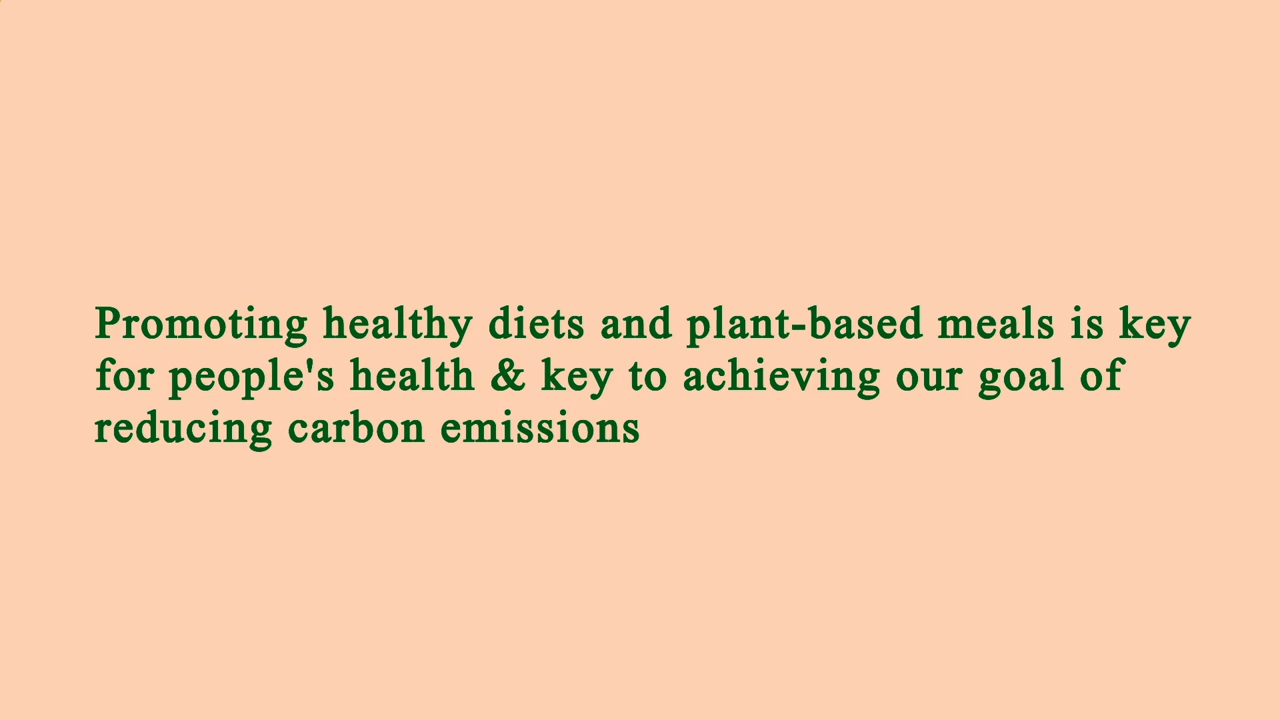 Promoting healthy diets and plant-based meals is key
for people's health & key to achieving our goal of
reducing carbon emissions